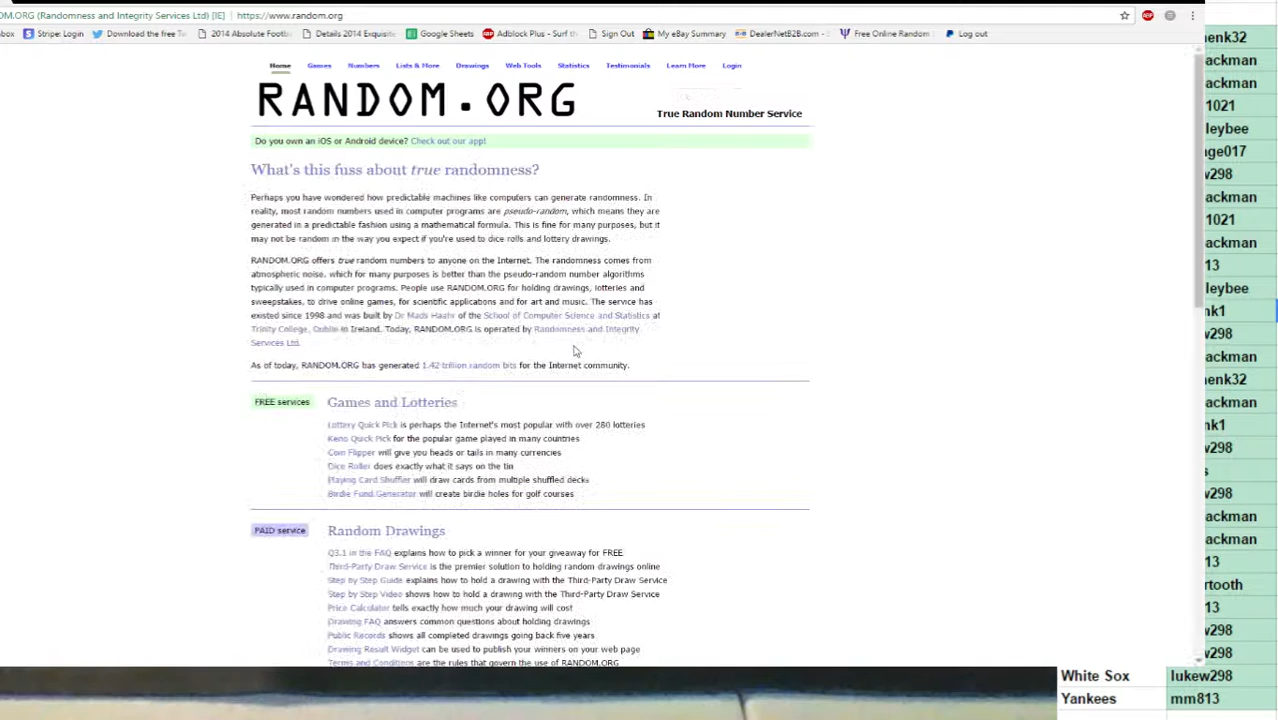 OM.ORG (Randomness and Integrity Services Ltd) [IE] https://www.random.org
box Stripe: Login Download the free Tw 2014 Absolute Footb Details 2014 Exquisite Google Sheets Adblock Plus - Surf th Sign Out My eBay Summary DealerNetB2B.com - Free Online Random Log out
Home Games Numbers Lists & More Drawings Web Tools Statistics Testimonials Learn More Login
RANDOM.ORG
True Random Number Service
Do you own an iOS or Android device? Check out our app!
What's this fuss about true randomness?
Perhaps you have wondered how predictable machines like computers can generate randomness. In
reality, most random numbers used in computer programs are pseudo-random, which means they are
generated in a predictable fashion using a mathematical formula. This is fine for many purposes, but it
may not be random in the way you expect if you're used to dice rolls and lottery drawings.
RANDOM.ORG offers true random numbers to anyone on the Internet. The randomness comes from
atmospheric noise, which for many purposes is better than the pseudo-random number algorithms
typically used in computer programs. People use RANDOM.ORG for holding drawings, lotteries and
sweepstakes, to drive online games, for scientific applications and for art and music. The service has
existed since 1998 and was built by Dr Mads Haahr of the School of Computer Science and Statistics at
Trinity College, Dublin in Ireland. Today, RANDOM.ORG is operated by Randomness and Integrity
Services Ltd.
As of today, RANDOM.ORG has generated 1.42 trillion random bits for the Internet community.
FREE services
Games and Lotteries
Lottery Quick Pick is perhaps the Internet's most popular with over 280 lotteries
Keno Quick Pick for the popular game played in many countries
Coin Flipper will give you heads or tails in many currencies
Dice Roller does exactly what it says on the tin
Playing Card Shuffler will draw cards from multiple shuffled decks
Birdie Fund Generator will create birdie holes for golf courses
PAID service
Random Drawings
Q3.1 in the FAQ explains how to pick a winner for your giveaway for FREE
Third-Party Draw Service is the premier solution to holding random drawings online
Step by Step Guide explains how to hold a drawing with the Third-Party Draw Service
Step by Step Video shows how to hold a drawing with the Third-Party Draw Service
Price Calculator tells exactly how much your drawing will cost
Drawing FAQ answers common questions about holding drawings
Public Records shows all completed drawings going back five years
Drawing Result Widget can be used to publish your winners on your web page
Terms and Conditions are the rules that govern the use of RANDOM.ORG
enk32
ackman
ackman
1021
leybee
nge017
w298
ackman
1021
ackman
13
leybee
nk1
w298
ackman
enk32
ackman
nk1
w298
s
w298
ackman
ackman
13
rtooth
13
w298
w298
White Sox lukew298
Yankees mm813